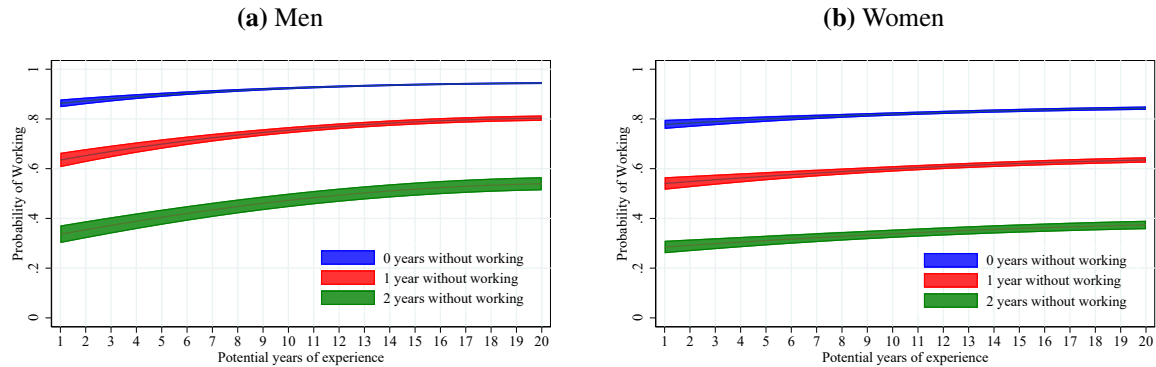 (a) Men
Probability of Working
0 .2 .4 .6 .8 1
0 years without working
1 year without working
2 years without working
1 2 3 4 5 6 7 8 9 10 11 12 13 14 15 16 17 18 19 20
Potential years of experience
(b) Women
Probability of Working
0 .2 .4 .6 .8 1
0 years without working
1 year without working
2 years without working
1 2 3 4 5 6 7 8 9 10 11 12 13 14 15 16 17 18 19 20
Potential years of experience